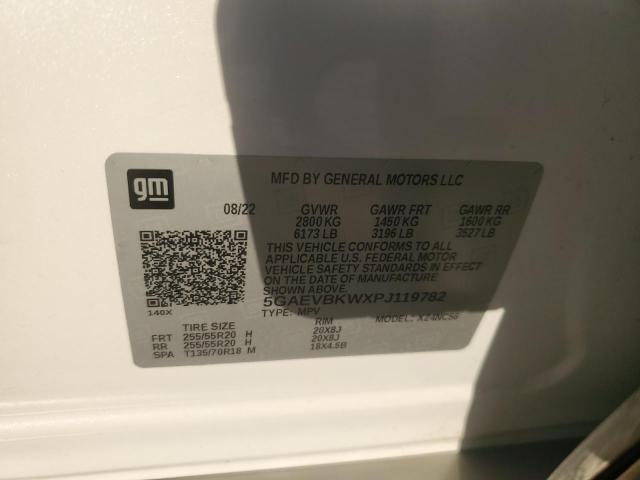 gm
MFD BY GENERAL MOTORS LLC
08/22 GVWR GAWR FRT GAWR RR
2800 KG 1450 KG 1600 KG
6173 LB 3196 LB 3527 LB
THIS VEHICLE CONFORMS TO ALL
APPLICABLE U.S. FEDERAL MOTOR
VEHICLE SAFETY STANDARDS IN EFFECT
ON THE DATE OF MANUFACTURE
SHOWN ABOVE.
5GAEVBKWXPJ119782
140X TYPE: MPV MODEL: X24NC56
TIRE SIZE RIM
FRT 255/55R20 H 20X8J
RR 255/55R20 H 20X8J
SPA T135/70R18 M 18X4.5B